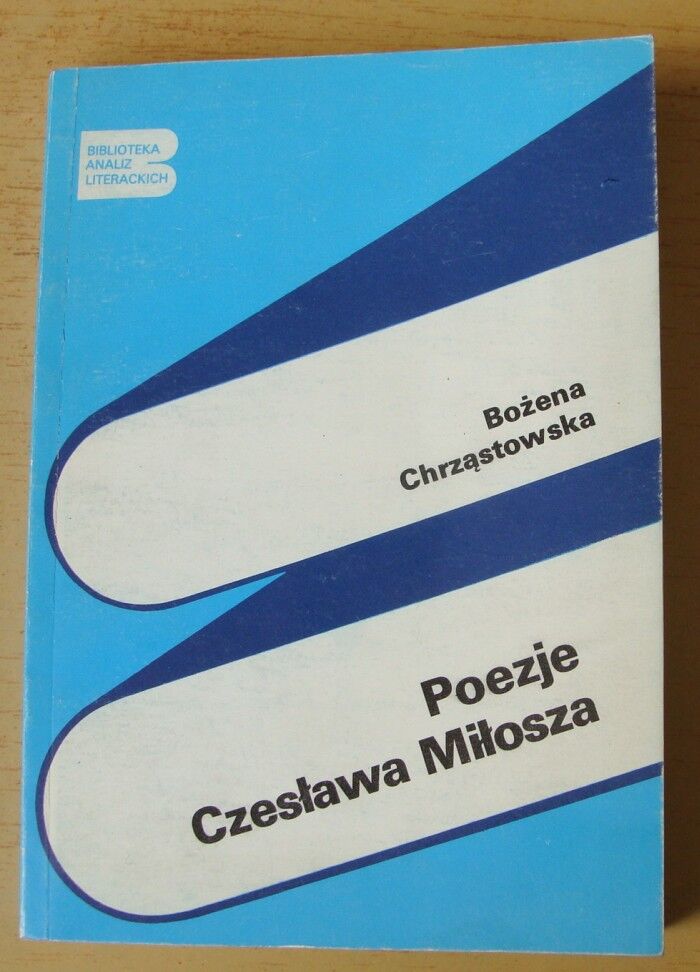 BIBLIOTEKA
ANALIZ
LITERACKICH
Bożena
Chrząstowska
Poezje
Czesława Miłosza